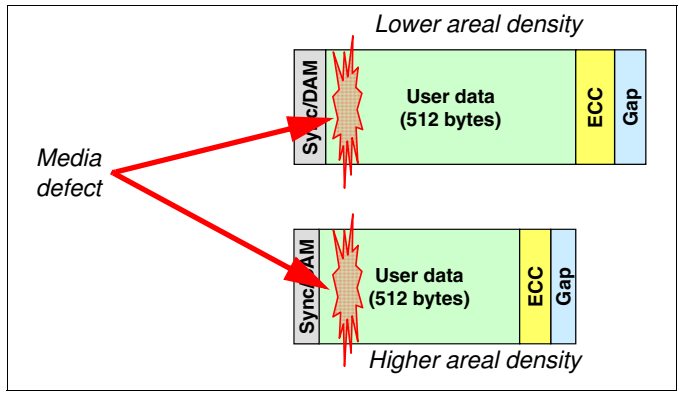 Lower areal density
Sync/DAM
User data
(512 bytes)
ECC
Gap
Media
defect
Sync/DAM
User data
(512 bytes)
ECC
Gap
Higher areal density